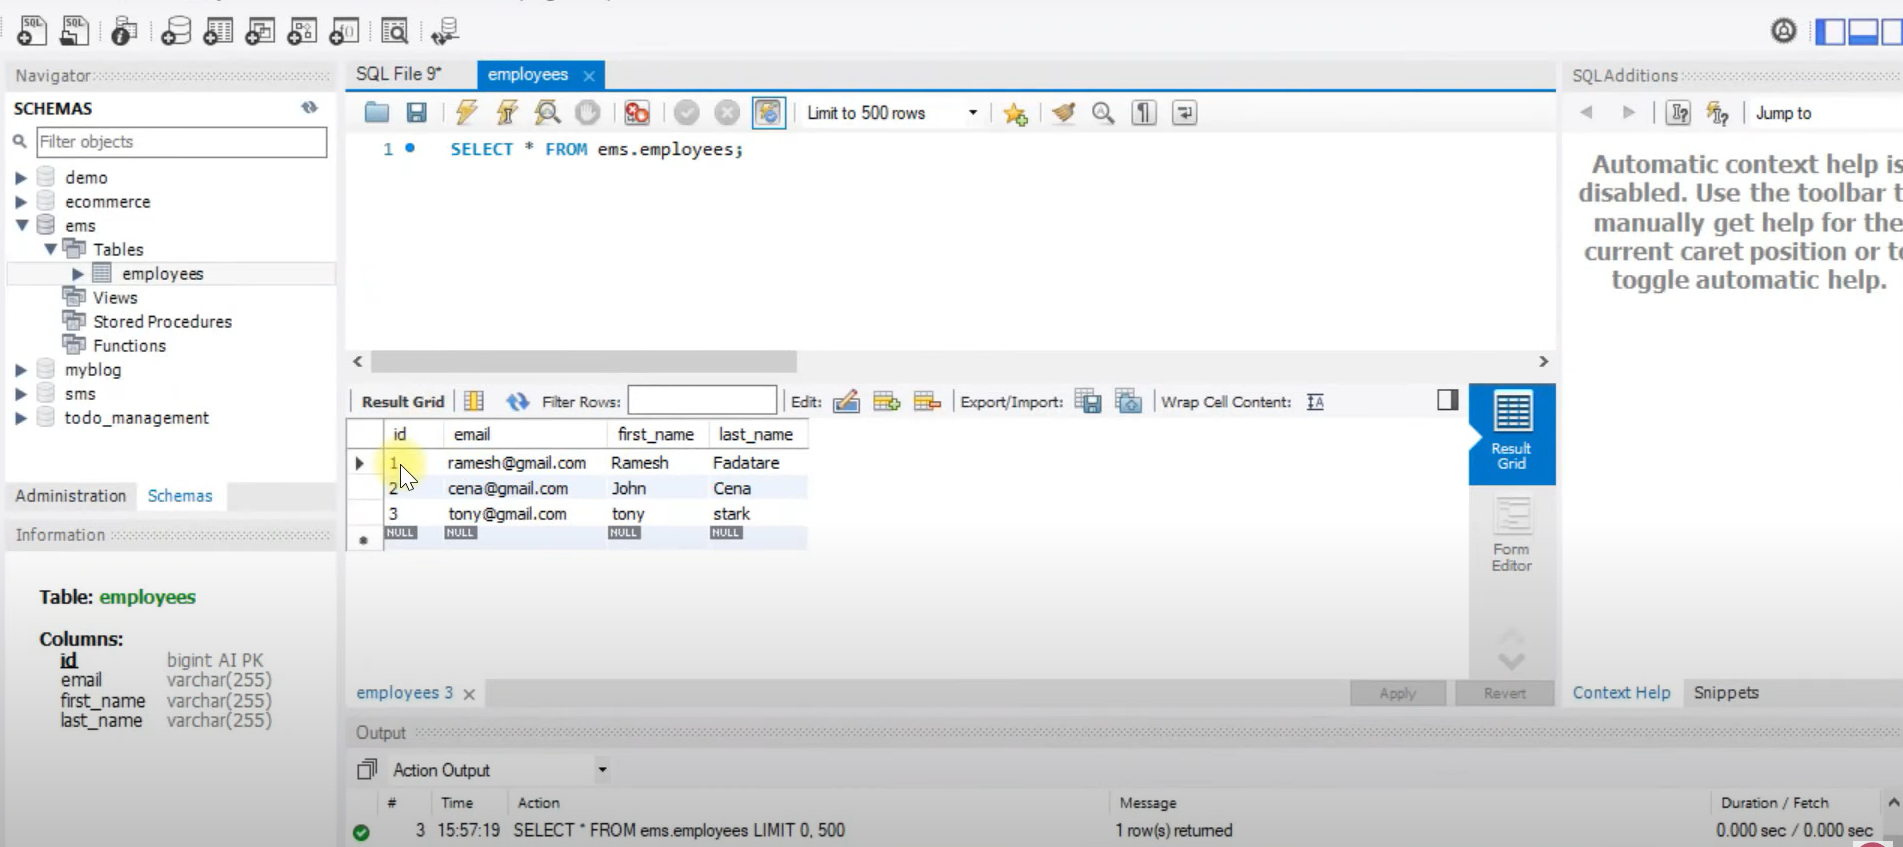 Navigator
SCHEMAS
Filter objects
demo
ecommerce
ems
Tables
employees
Views
Stored Procedures
Functions
myblog
sms
todo_management
Administration Schemas
Information
Table: employees
Columns:
id bigint AI PK
email varchar(255)
first_name varchar(255)
last_name varchar(255)
SQL File 9* employees
Limit to 500 rows
1 SELECT * FROM ems.employees;
Result Grid Filter Rows: Edit: Export/Import: Wrap Cell Content:
id email first_name last_name
1 ramesh@gmail.com Ramesh Fadatare
2 cena@gmail.com John Cena
3 tony@gmail.com tony stark
NULL NULL NULL NULL
Result
Grid
Form
Editor
employees 3 Apply Revert
Output
Action Output
# Time Action Message Duration / Fetch
3 15:57:19 SELECT * FROM ems.employees LIMIT 0, 500 1 row(s) returned 0.000 sec / 0.000 sec
SQLAdditions
Jump to
Automatic context help is
disabled. Use the toolbar
manually get help for the
current caret position or
toggle automatic help.
Context Help Snippets